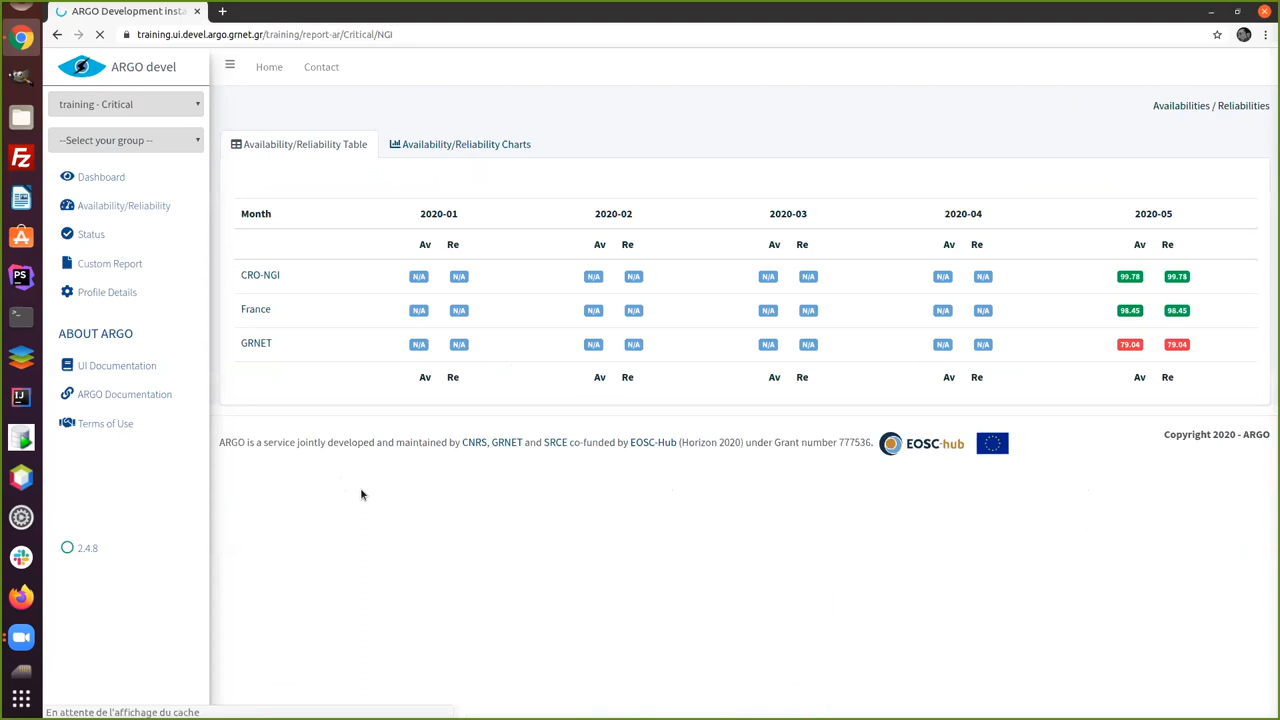 ARGO Development insta
training.ui.devel.argo.grnet.gr/training/report-ar/Critical/NGI
ARGO devel
Home Contact
training - Critical
Availabilities / Reliabilities
--Select your group --
Availability/Reliability Table Availability/Reliability Charts
Dashboard
Availability/Reliability
Status
Custom Report
Profile Details
ABOUT ARGO
UI Documentation
ARGO Documentation
Terms of Use
2.4.8
Month 2020-01 2020-02 2020-03 2020-04 2020-05
Av Re Av Re Av Re Av Re Av Re
CRO-NGI N/A N/A N/A N/A N/A N/A N/A N/A 99.78 99.78
France N/A N/A N/A N/A N/A N/A N/A N/A 98.45 98.45
GRNET N/A N/A N/A N/A N/A N/A N/A N/A 79.04 79.04
Av Re Av Re Av Re Av Re Av Re
ARGO is a service jointly developed and maintained by CNRS, GRNET and SRCE co-funded by EOSC-Hub (Horizon 2020) under Grant number 777536. EOSC-hub
Copyright 2020 - ARGO
En attente de l'affichage du cache